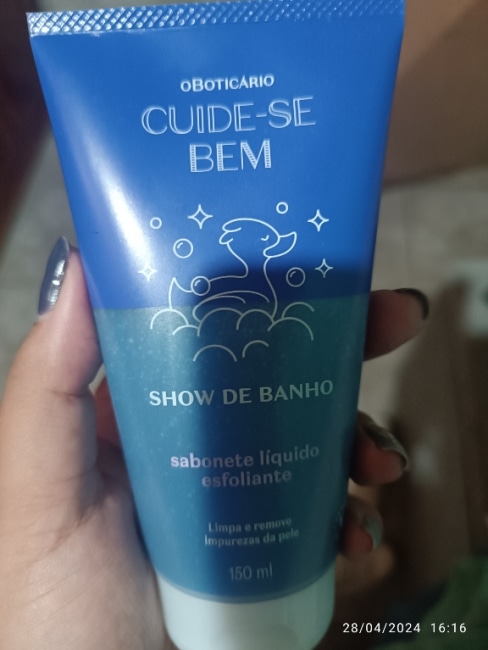 oBOTICÁRIO
CUIDE-SE
BEM
SHOW DE BANHO
sabonete líquido
esfoliante
Limpa e remove
impurezas da pele
150 ml
28/04/2024 16:16